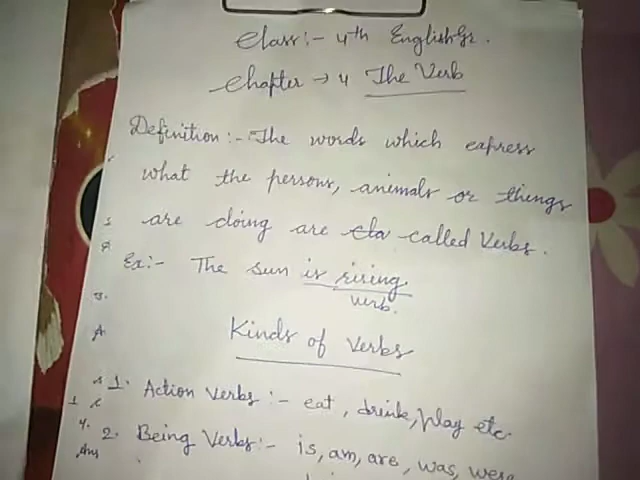 Class:- 4th English Gr.
Chapter → 4 The Verb
Definition:- The words which express
what the persons, animals or things
are doing are called Verbs.
Ex:- The sun is rising.
verb.
Kinds of Verbs
1. Action Verbs:- eat, drink, play etc.
2. Being Verbs:- is, am, are, was, were